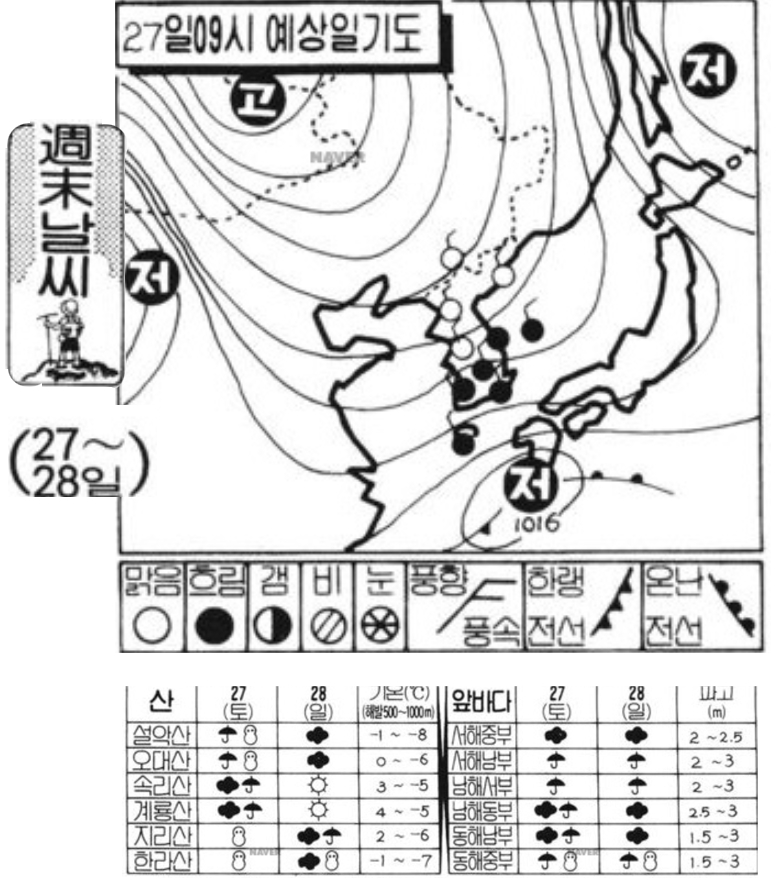 27일09시 예상일기도
고
저
저
저
1016
NAVER
週末날씨
(27~
28일)
맑음 흐림 갬 비 눈 풍향 풍속 한랭전선 온난전선
산 27(토) 28(일) 기온(℃) (해발500~1000m)
설악산 -1 ~ -8
오대산 0 ~ -6
속리산 3 ~ -5
계룡산 4 ~ -5
지리산 2 ~ -6
한라산 -1 ~ -7
NAVER
앞바다 27(토) 28(일) 파고(m)
서해중부 2 ~2.5
서해남부 2 ~3
남해서부 2 ~3
남해동부 2.5 ~3
동해남부 1.5 ~3
동해중부 1.5 ~3
NAVER